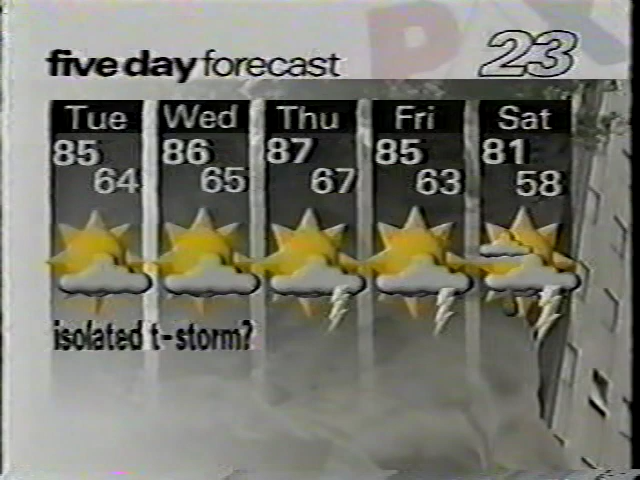 PAX
23
five day forecast
Tue Wed Thu Fri Sat
85 86 87 85 81
64 65 67 63 58
isolated t-storm?